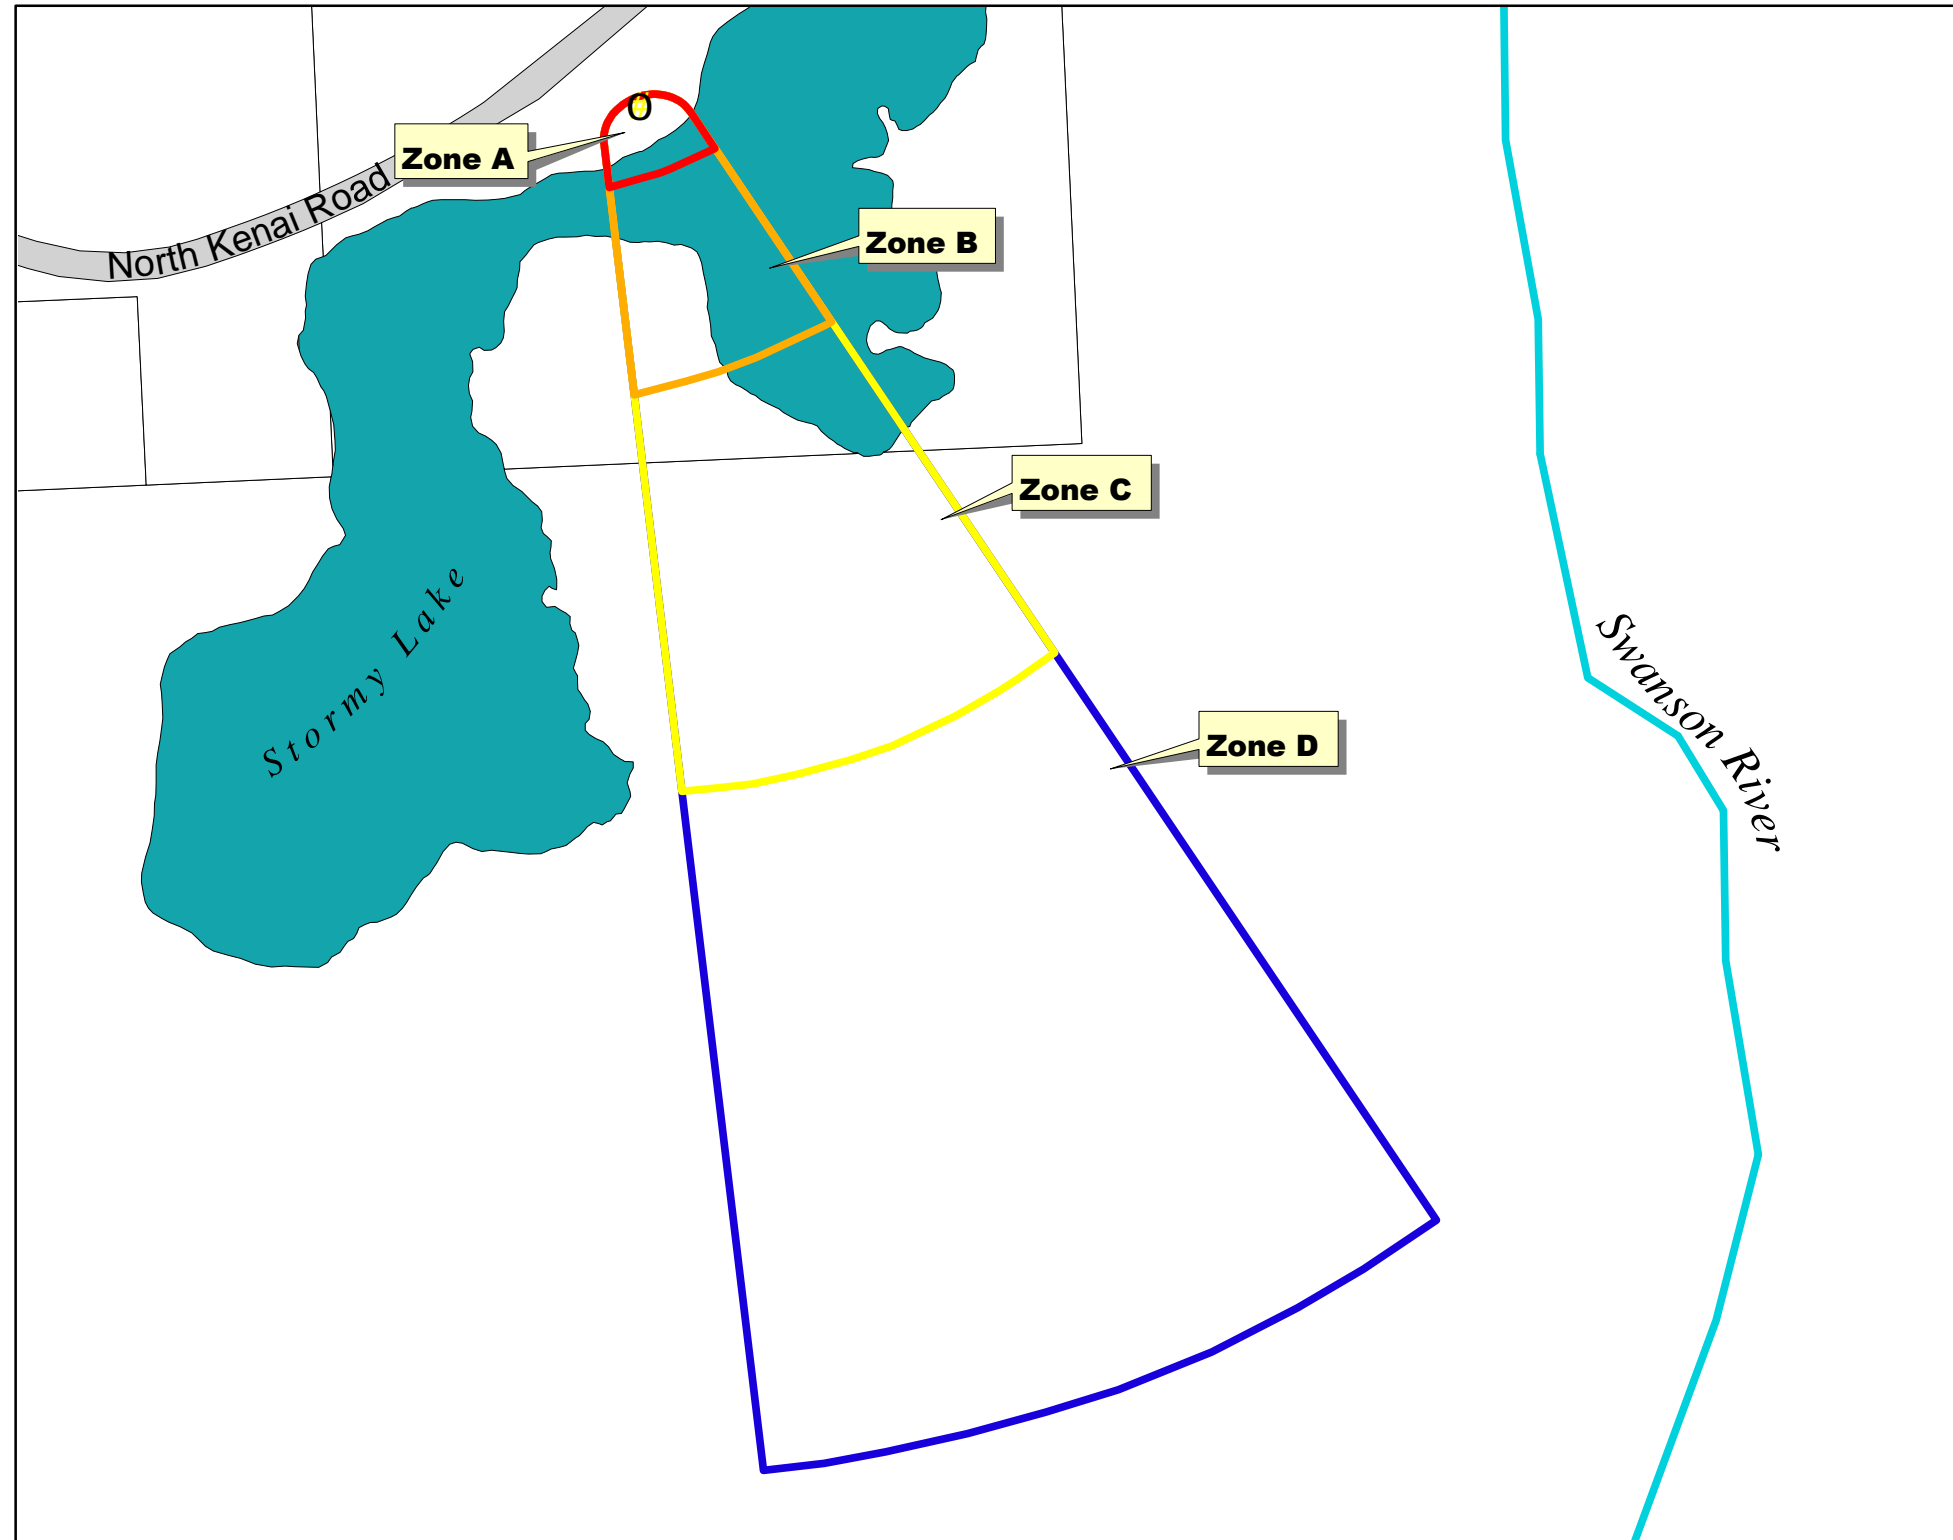 0
Zone A
North Kenai Road
Zone B
Zone C
Stormy Lake
Swanson River
Zone D